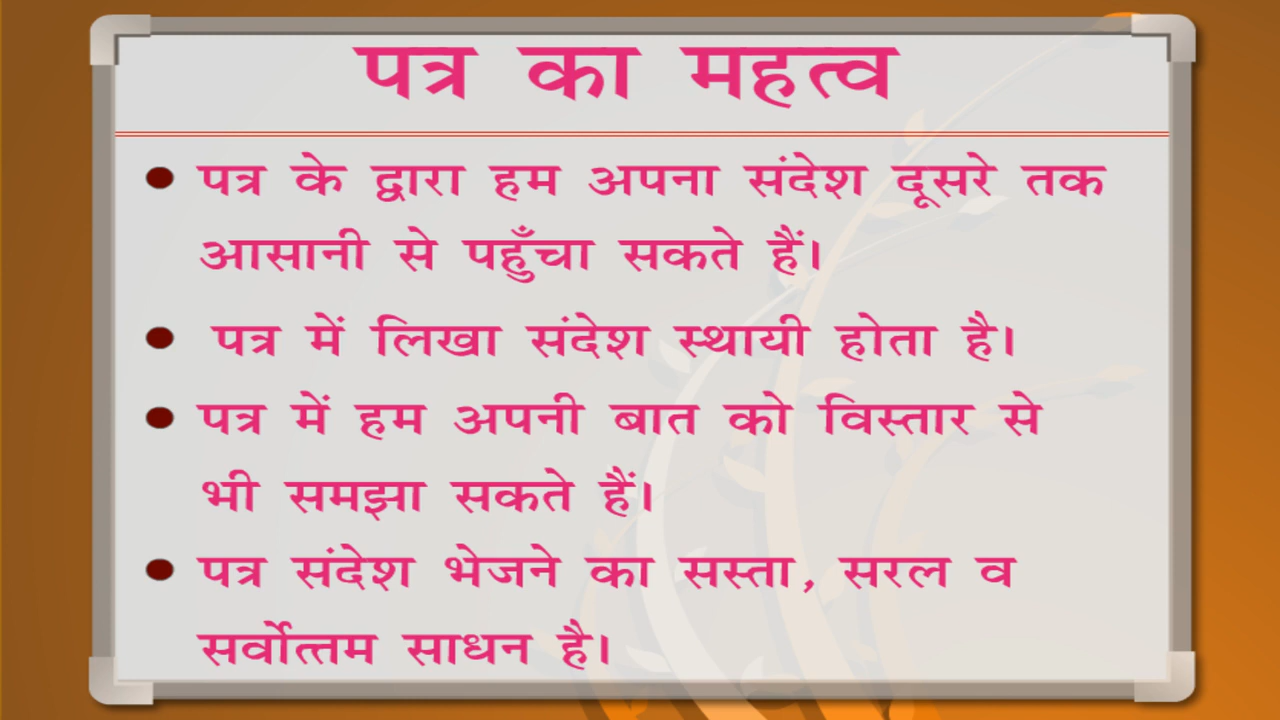 पत्र का महत्व
• पत्र के द्वारा हम अपना संदेश दूसरे तक
आसानी से पहुँचा सकते हैं।
• पत्र में लिखा संदेश स्थायी होता है।
• पत्र में हम अपनी बात को विस्तार से
भी समझा सकते हैं।
• पत्र संदेश भेजने का सस्ता, सरल व
सर्वोत्तम साधन है।